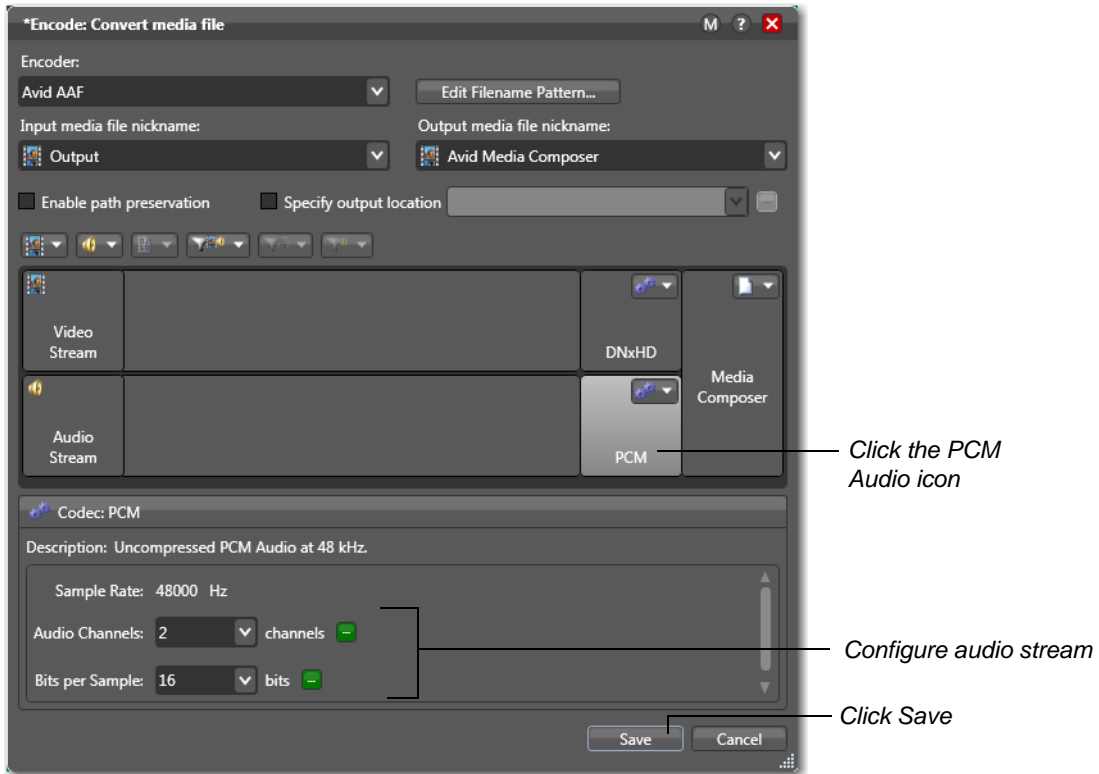 *Encode: Convert media file M ? X
Encoder:
Avid AAF Edit Filename Pattern...
Input media file nickname: Output media file nickname:
Output Avid Media Composer
Enable path preservation Specify output location
Video
Stream
DNxHD
Media
Composer
Audio
Stream
PCM
Click the PCM
Audio icon
Codec: PCM
Description: Uncompressed PCM Audio at 48 kHz.
Sample Rate: 48000 Hz
Audio Channels: 2 channels
Configure audio stream
Bits per Sample: 16 bits
Click Save
Save Cancel